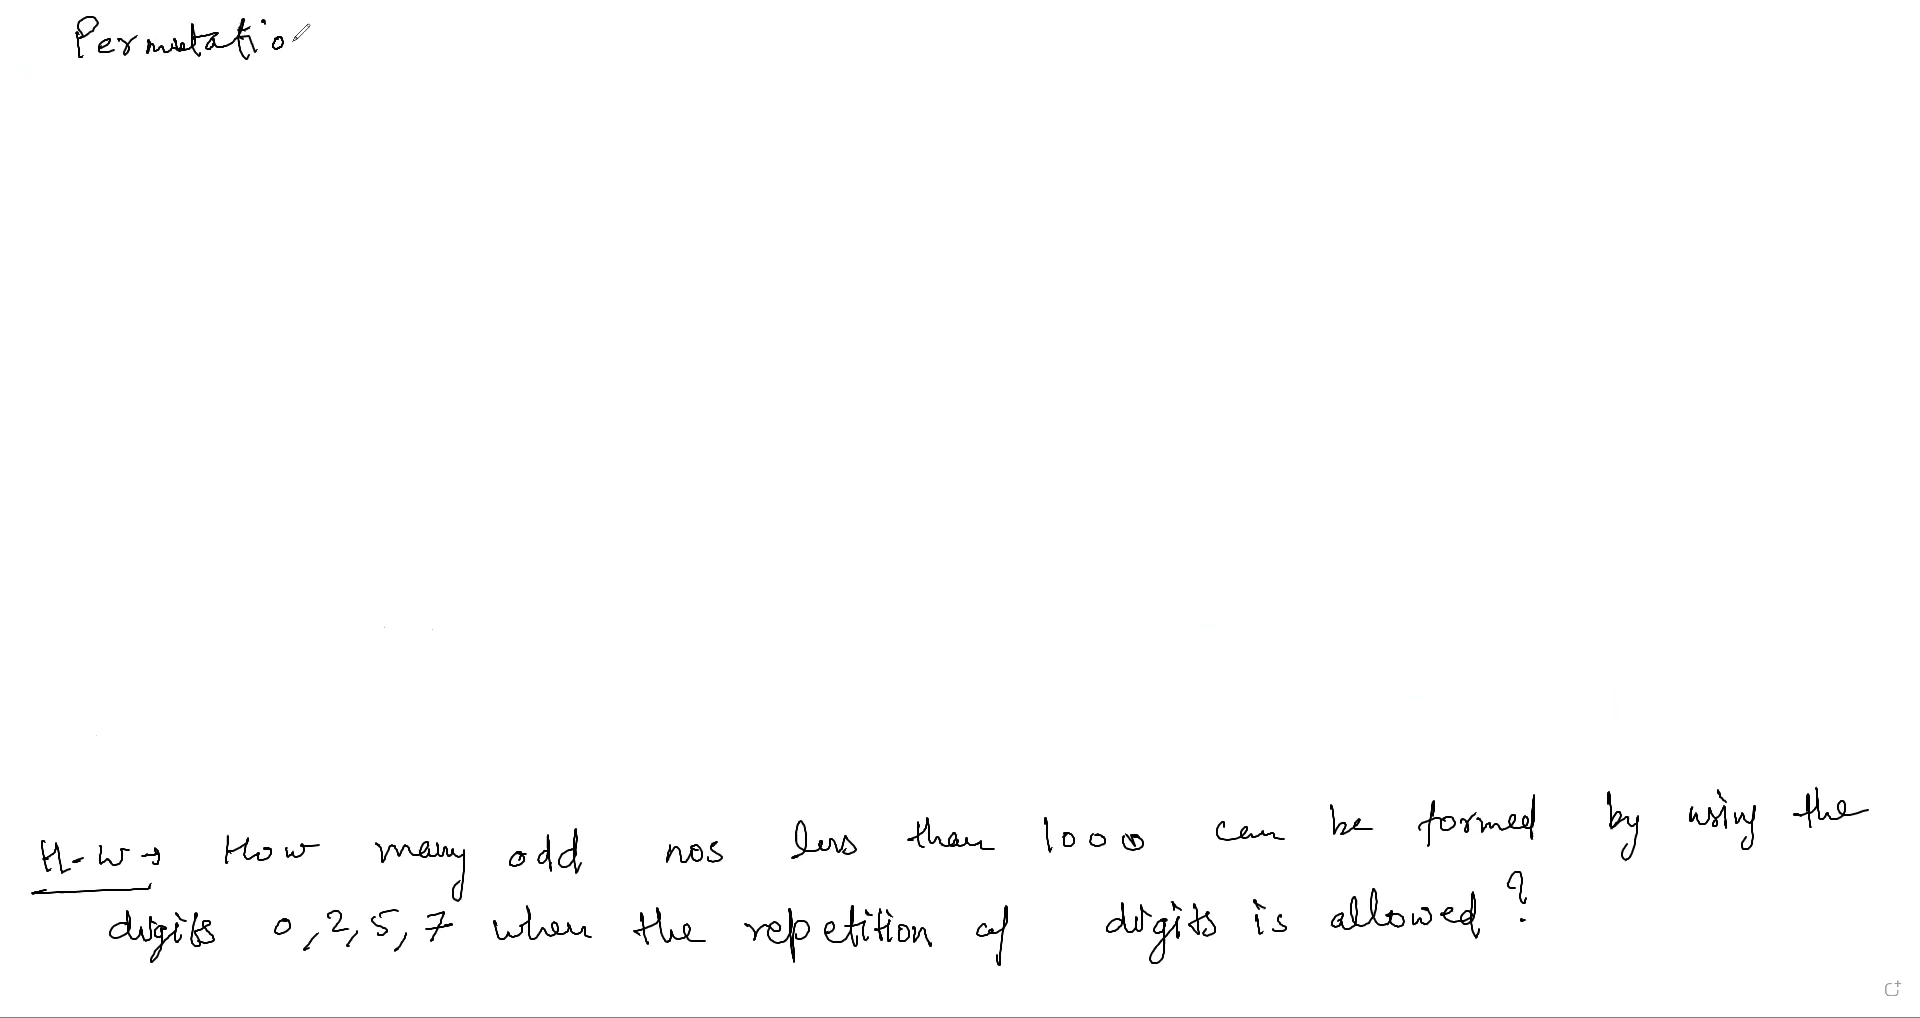 Permutatio
H-W→ How many odd nos less than 1000 can be formed by using the
digits 0,2,5,7 when the repetition of digits is allowed?